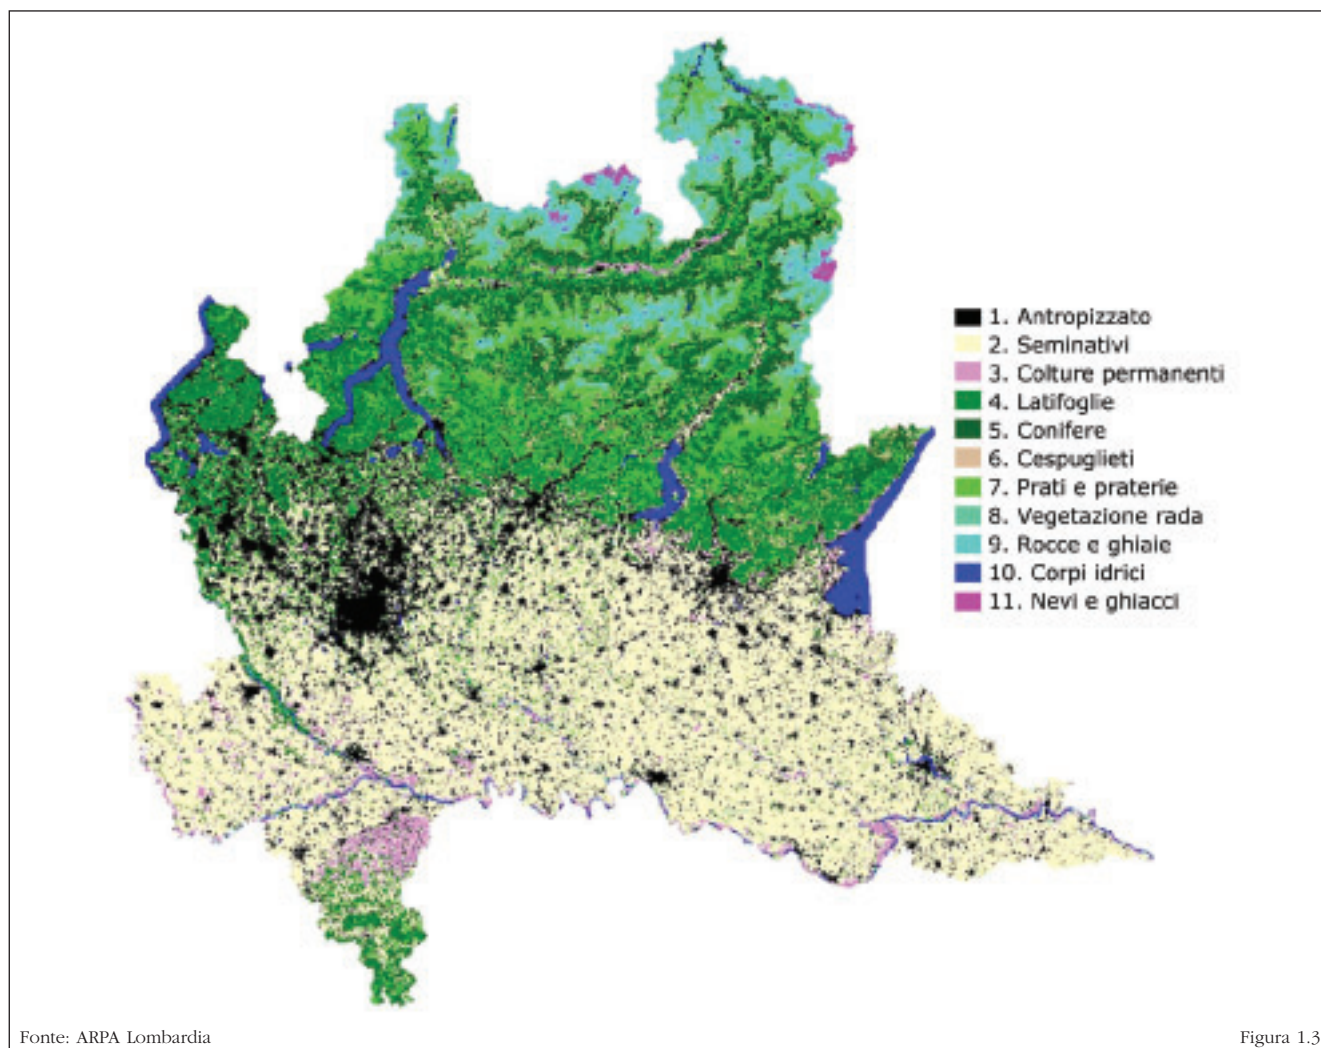 1. Antropizzato
2. Seminativi
3. Colture permanenti
4. Latifoglie
5. Conifere
6. Cespuglieti
7. Prati e praterie
8. Vegetazione rada
9. Rocce e ghiaie
10. Corpi idrici
11. Nevi e ghiacci
Fonte: ARPA Lombardia
Figura 1.3